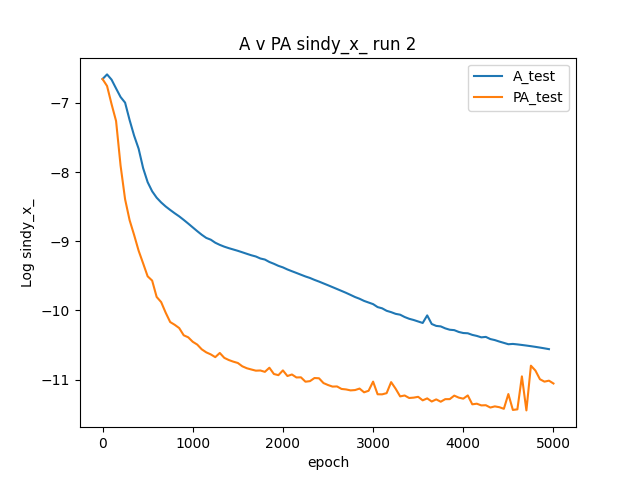 A v PA sindy_x_ run 2
A_test
PA_test
Log sindy_x_
−7
−8
−9
−10
−11
0 1000 2000 3000 4000 5000
epoch